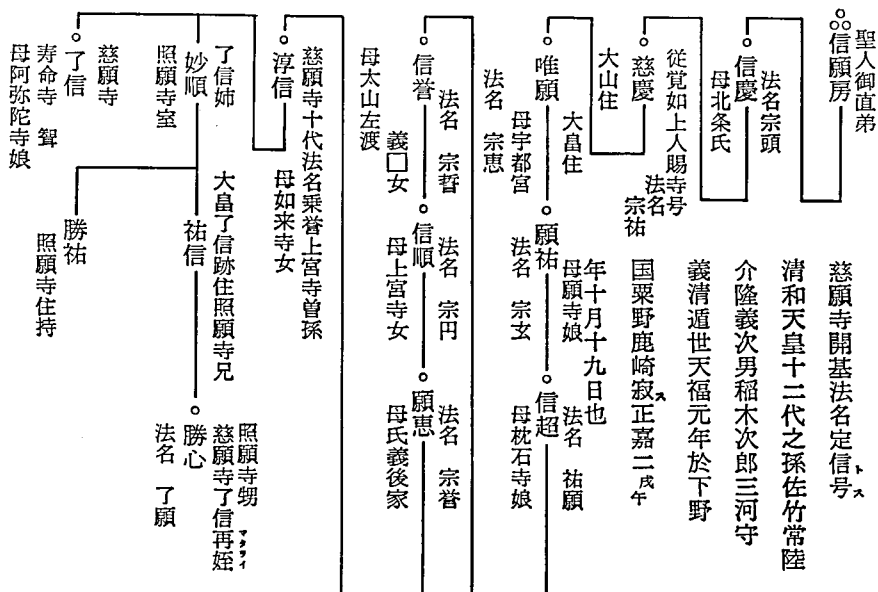 聖人御直弟
信願房
慈願寺開基法名定信号トス
清和天皇十二代之孫佐竹常陸
介隆義次男稲木次郎三河守
義清遁世天福元年於下野
国粟野鹿崎寂ス正嘉二戌午
年十月十九日也
法名宗頭
信慶
母北条氏
従覚如上人賜寺号
法名
宗祐
慈慶
大山住
大畠住
唯願
母宇都宮
法名 宗恵
母願寺娘
願祐
法名 宗玄
法名 祐願
信超
母枕石寺娘
法名 宗誓
信誉
義□女
母太山左渡
法名 宗円
信順
母上宮寺女
法名 宗誉
願恵
母氏義後家
慈願寺十代法名乗誉上宮寺曽孫
淳信
母如来寺女
了信姉
妙順
照願寺室
慈願寺
了信
寿命寺 聟
母阿弥陀寺娘
大畠了信跡住照願寺兄
祐信
勝祐
照願寺住持
照願寺甥
慈願寺了信再姪マタヲイ
勝心
法名 了願